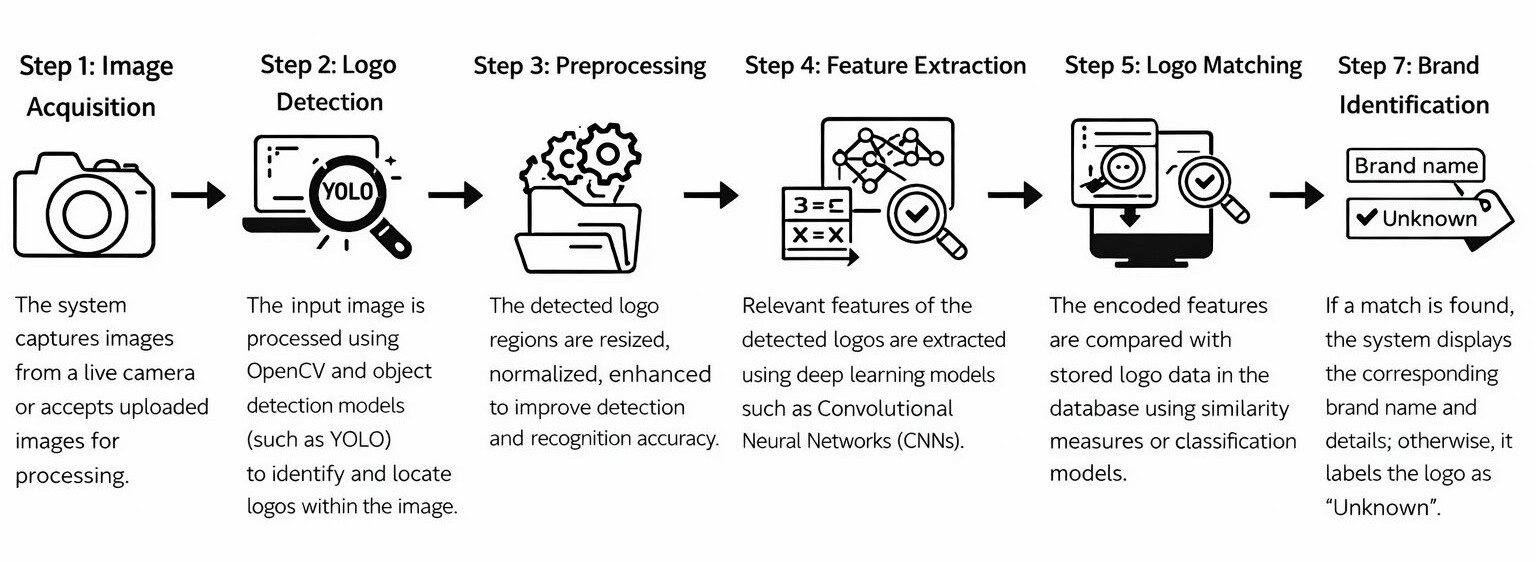 Step 1: Image
Acquisition
The system
captures images
from a live camera
or accepts uploaded
images for
processing.
Step 2: Logo
Detection
YOLO
The input image is
processed using
OpenCV and object
detection models
(such as YOLO)
to identify and locate
logos within the image.
Step 3: Preprocessing
The detected logo
regions are resized,
normalized, enhanced
to improve detection
and recognition accuracy.
Step 4: Feature Extraction
X=X
Relevant features of the
detected logos are extracted
using deep learning models
such as Convolutional
Neural Networks (CNNs).
Step 5: Logo Matching
The encoded features
are compared with
stored logo data in the
database using similarity
measures or classification
models.
Step 7: Brand
Identification
Brand name
Unknown
If a match is found,
the system displays
the corresponding
brand name and
details; otherwise, it
labels the logo as
“Unknown”.